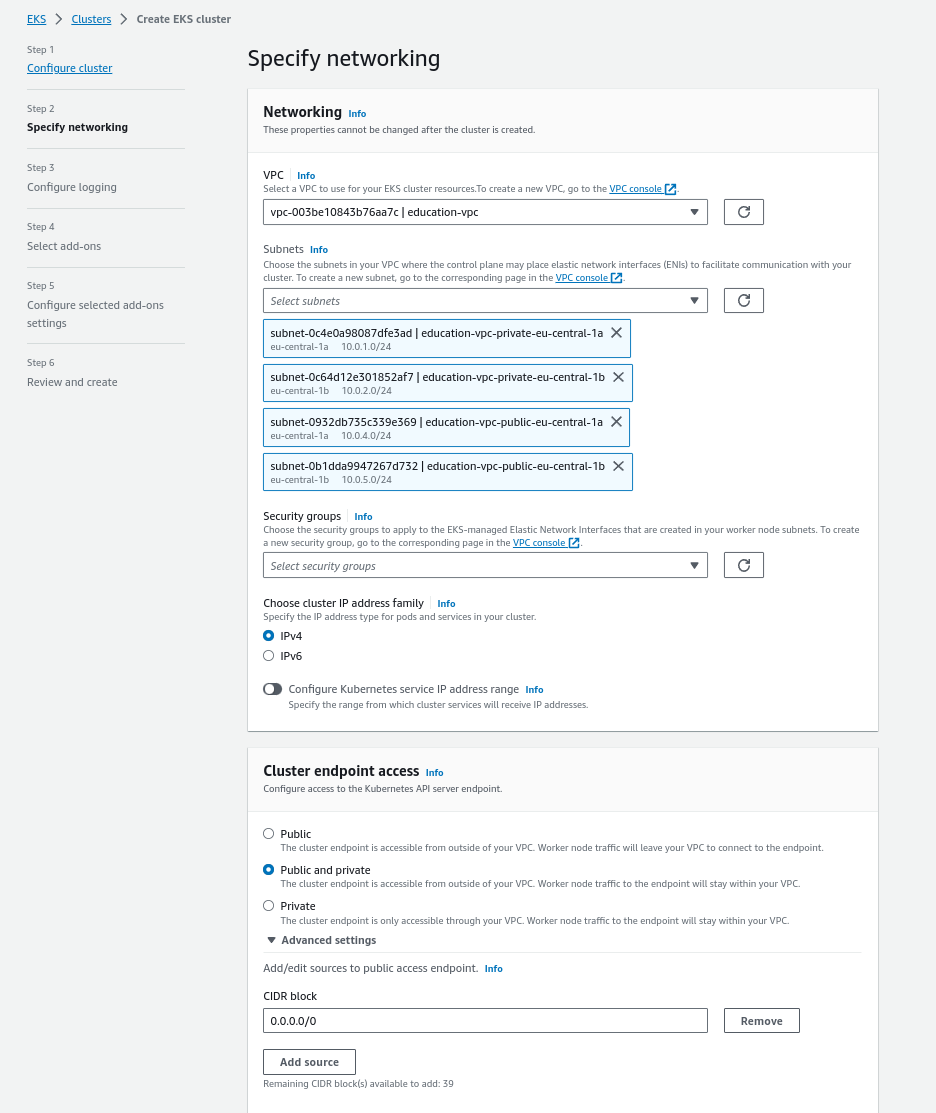 EKS > Clusters > Create EKS cluster
Step 1
Configure cluster
Step 2
Specify networking
Step 3
Configure logging
Step 4
Select add-ons
Step 5
Configure selected add-ons
settings
Step 6
Review and create
Specify networking
Networking Info
These properties cannot be changed after the cluster is created.
VPC Info
Select a VPC to use for your EKS cluster resources.To create a new VPC, go to the VPC console.
vpc-003be10843b76aa7c | education-vpc
Subnets Info
Choose the subnets in your VPC where the control plane may place elastic network interfaces (ENIs) to facilitate communication with your
cluster. To create a new subnet, go to the corresponding page in the VPC console.
Select subnets
subnet-0c4e0a98087dfe3ad | education-vpc-private-eu-central-1a
eu-central-1a 10.0.1.0/24
subnet-0c64d12e301852af7 | education-vpc-private-eu-central-1b
eu-central-1b 10.0.2.0/24
subnet-0932db735c339e369 | education-vpc-public-eu-central-1a
eu-central-1a 10.0.4.0/24
subnet-0b1dda9947267d732 | education-vpc-public-eu-central-1b
eu-central-1b 10.0.5.0/24
Security groups Info
Choose the security groups to apply to the EKS-managed Elastic Network Interfaces that are created in your worker node subnets. To create
a new security group, go to the corresponding page in the VPC console.
Select security groups
Choose cluster IP address family Info
Specify the IP address type for pods and services in your cluster.
IPv4
IPv6
Configure Kubernetes service IP address range Info
Specify the range from which cluster services will receive IP addresses.
Cluster endpoint access Info
Configure access to the Kubernetes API server endpoint.
Public
The cluster endpoint is accessible from outside of your VPC. Worker node traffic will leave your VPC to connect to the endpoint.
Public and private
The cluster endpoint is accessible from outside of your VPC. Worker node traffic to the endpoint will stay within your VPC.
Private
The cluster endpoint is only accessible through your VPC. Worker node traffic to the endpoint will stay within your VPC.
Advanced settings
Add/edit sources to public access endpoint. Info
CIDR block
0.0.0.0/0
Remove
Add source
Remaining CIDR block(s) available to add: 39